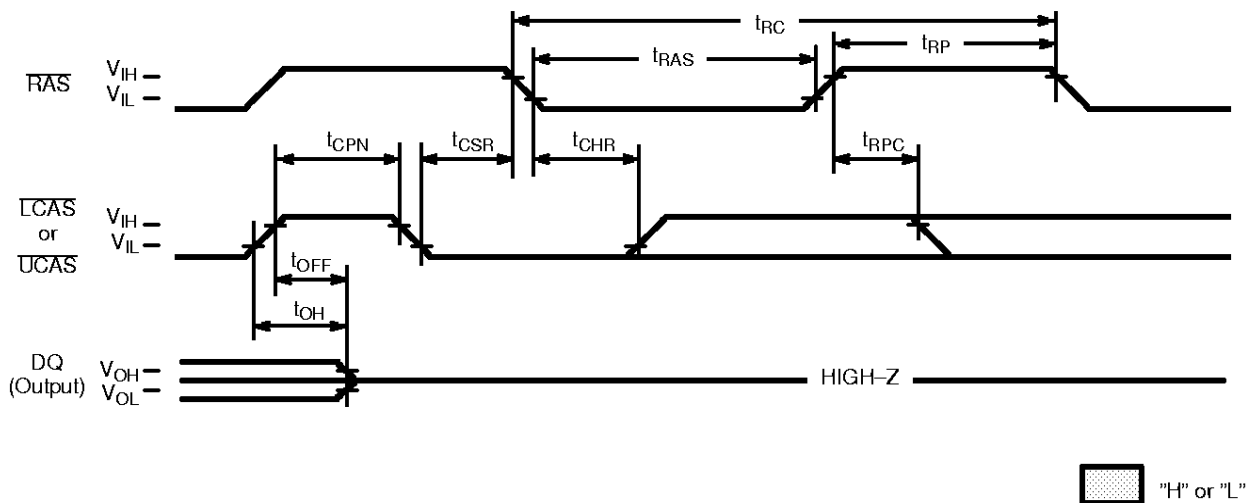 tRC
tRP
tRAS
RAS
VIH
VIL
tCPN
tCSR
tCHR
tRPC
LCAS
or
UCAS
VIH
VIL
tOFF
tOH
DQ
(Output)
VOH
VOL
HIGH–Z
”H” or ”L”